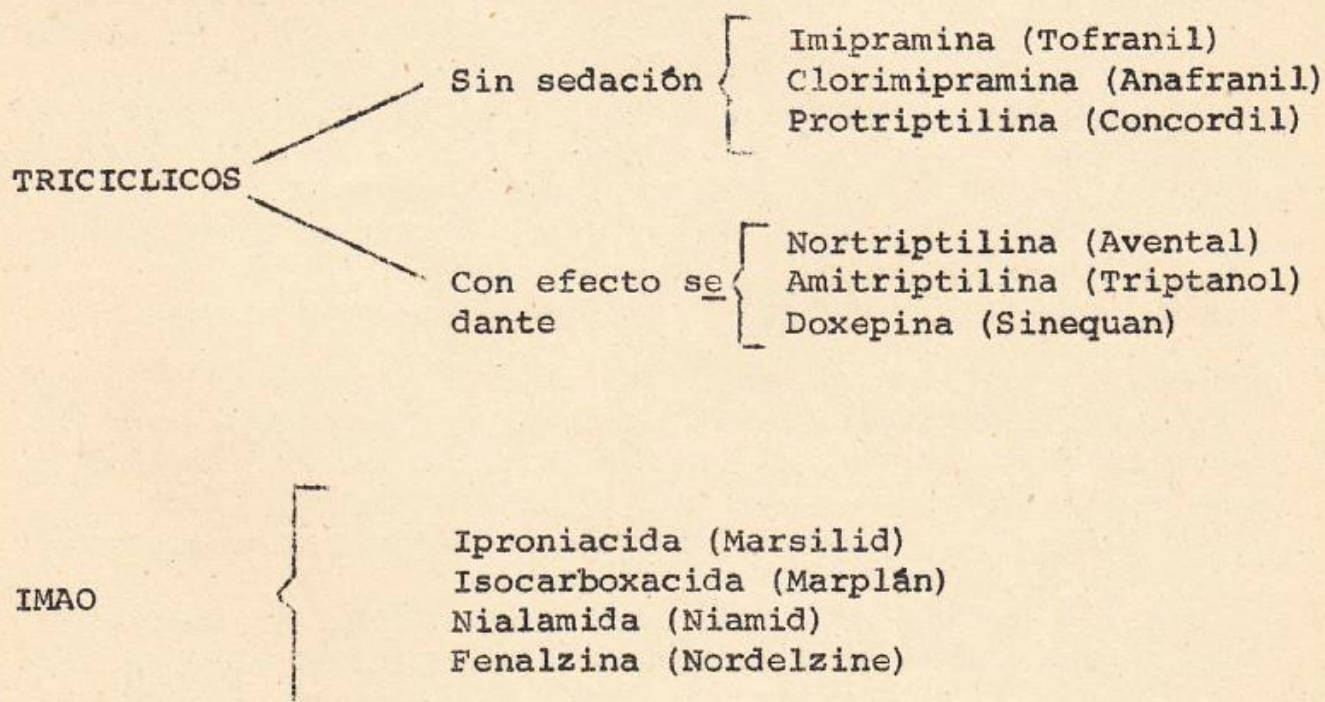 Sin sedación
Imipramina (Tofranil)
Clorimipramina (Anafranil)
Protriptilina (Concordil)
TRICICLICOS
Con efecto se
dante
Nortriptilina (Avental)
Amitriptilina (Triptanol)
Doxepina (Sinequan)
IMAO
Iproniacida (Marsilid)
Isocarboxacida (Marplán)
Nialamida (Niamid)
Fenalzina (Nordelzine)